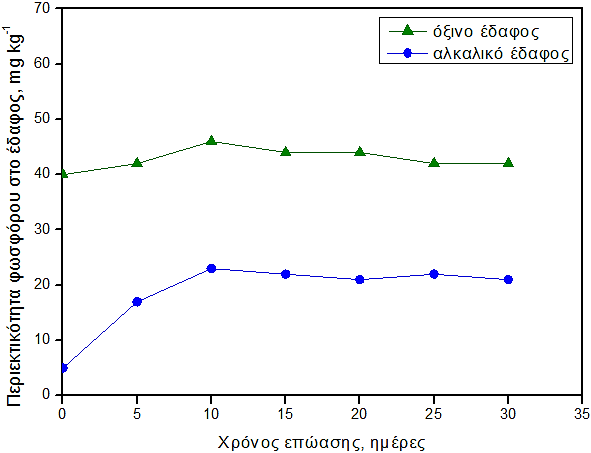 Περιεκτικότητα φωσφόρου στο έδαφος, mg kg-1
70
60
50
40
30
20
10
0
όξινο έδαφος
αλκαλικό έδαφος
0 5 10 15 20 25 30 35
Χρόνος επώασης, ημέρες